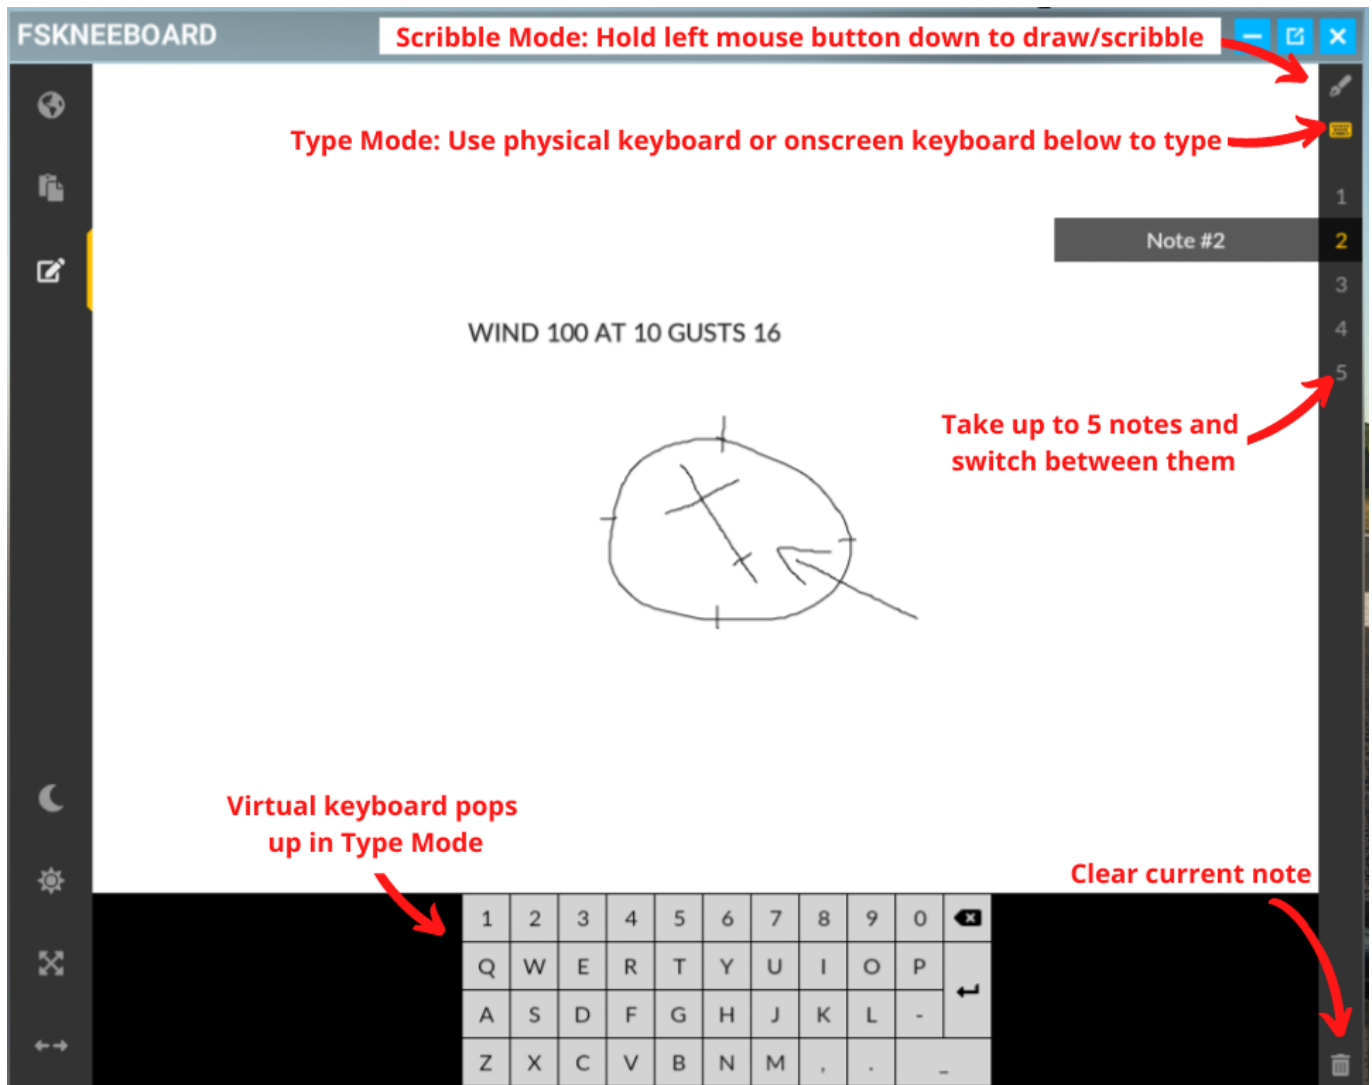 FSKNEEBOARD
Scribble Mode: Hold left mouse button down to draw/scribble
Type Mode: Use physical keyboard or onscreen keyboard below to type
1
Note #2 2
3
4
5
WIND 100 AT 10 GUSTS 16
Take up to 5 notes and
switch between them
Virtual keyboard pops
up in Type Mode
Clear current note
1 2 3 4 5 6 7 8 9 0
Q W E R T Y U I O P
A S D F G H J K L -
Z X C V B N M , . _